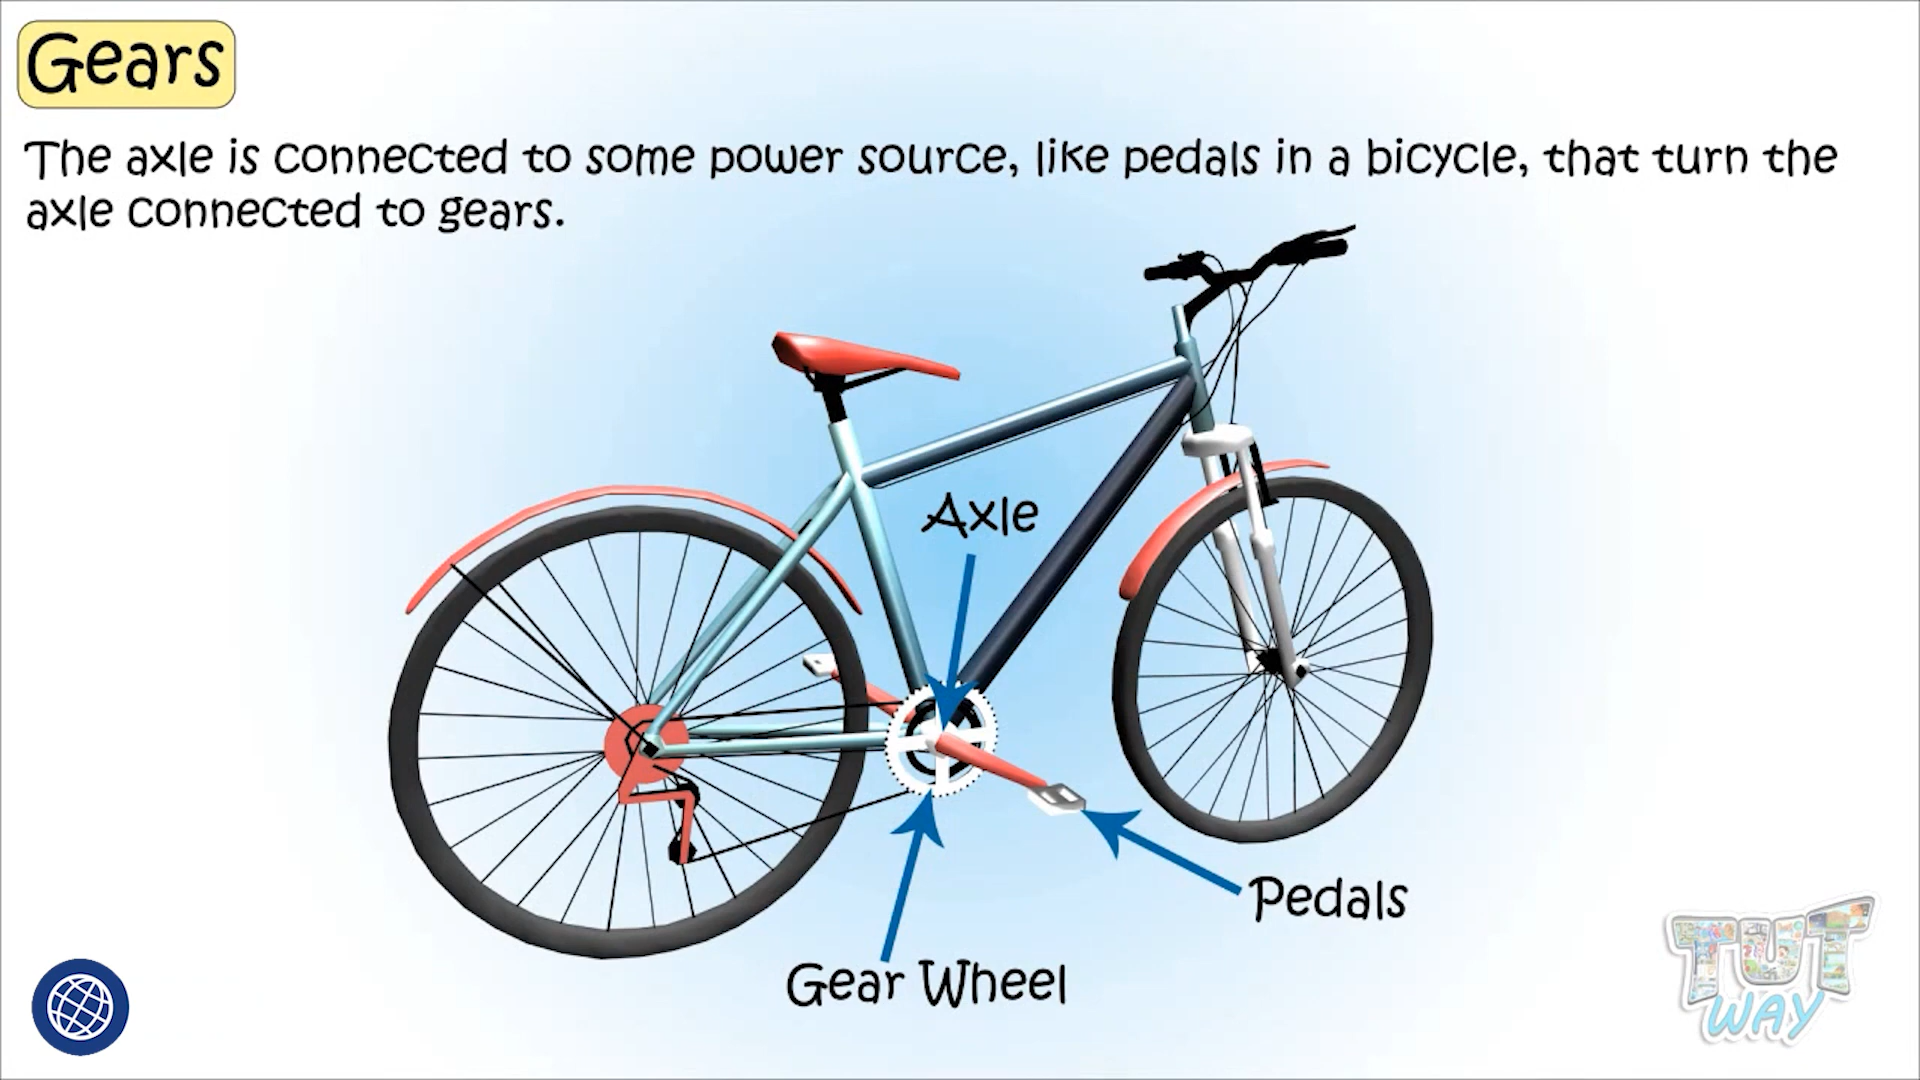 Gears
The axle is connected to some power source, like pedals in a bicycle, that turn the
axle connected to gears.
Axle
Pedals
Gear Wheel
TUT
WAY